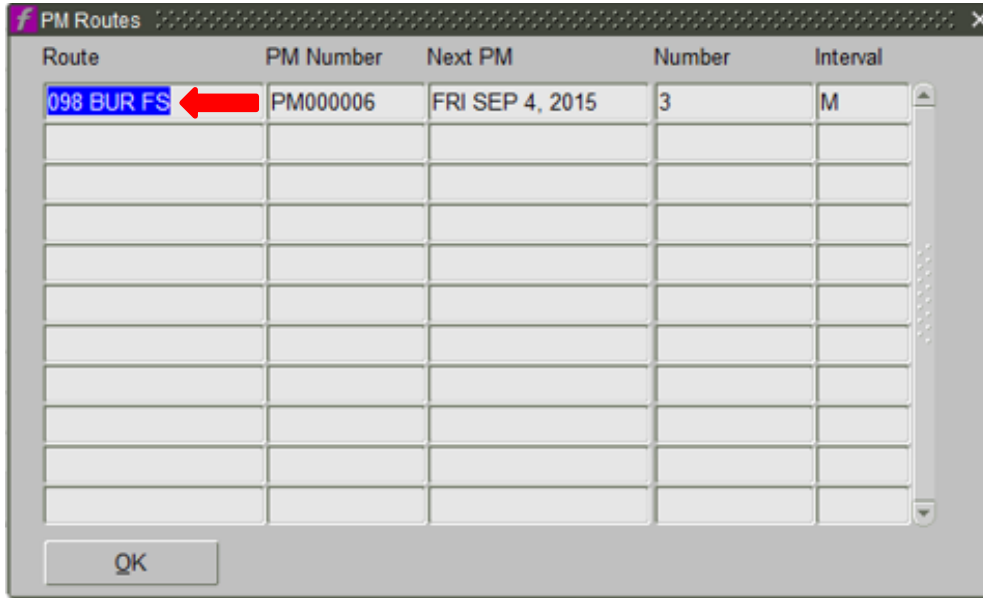 PM Routes
Route PM Number Next PM Number Interval
098 BUR FS PM000006 FRI SEP 4, 2015 3 M
OK